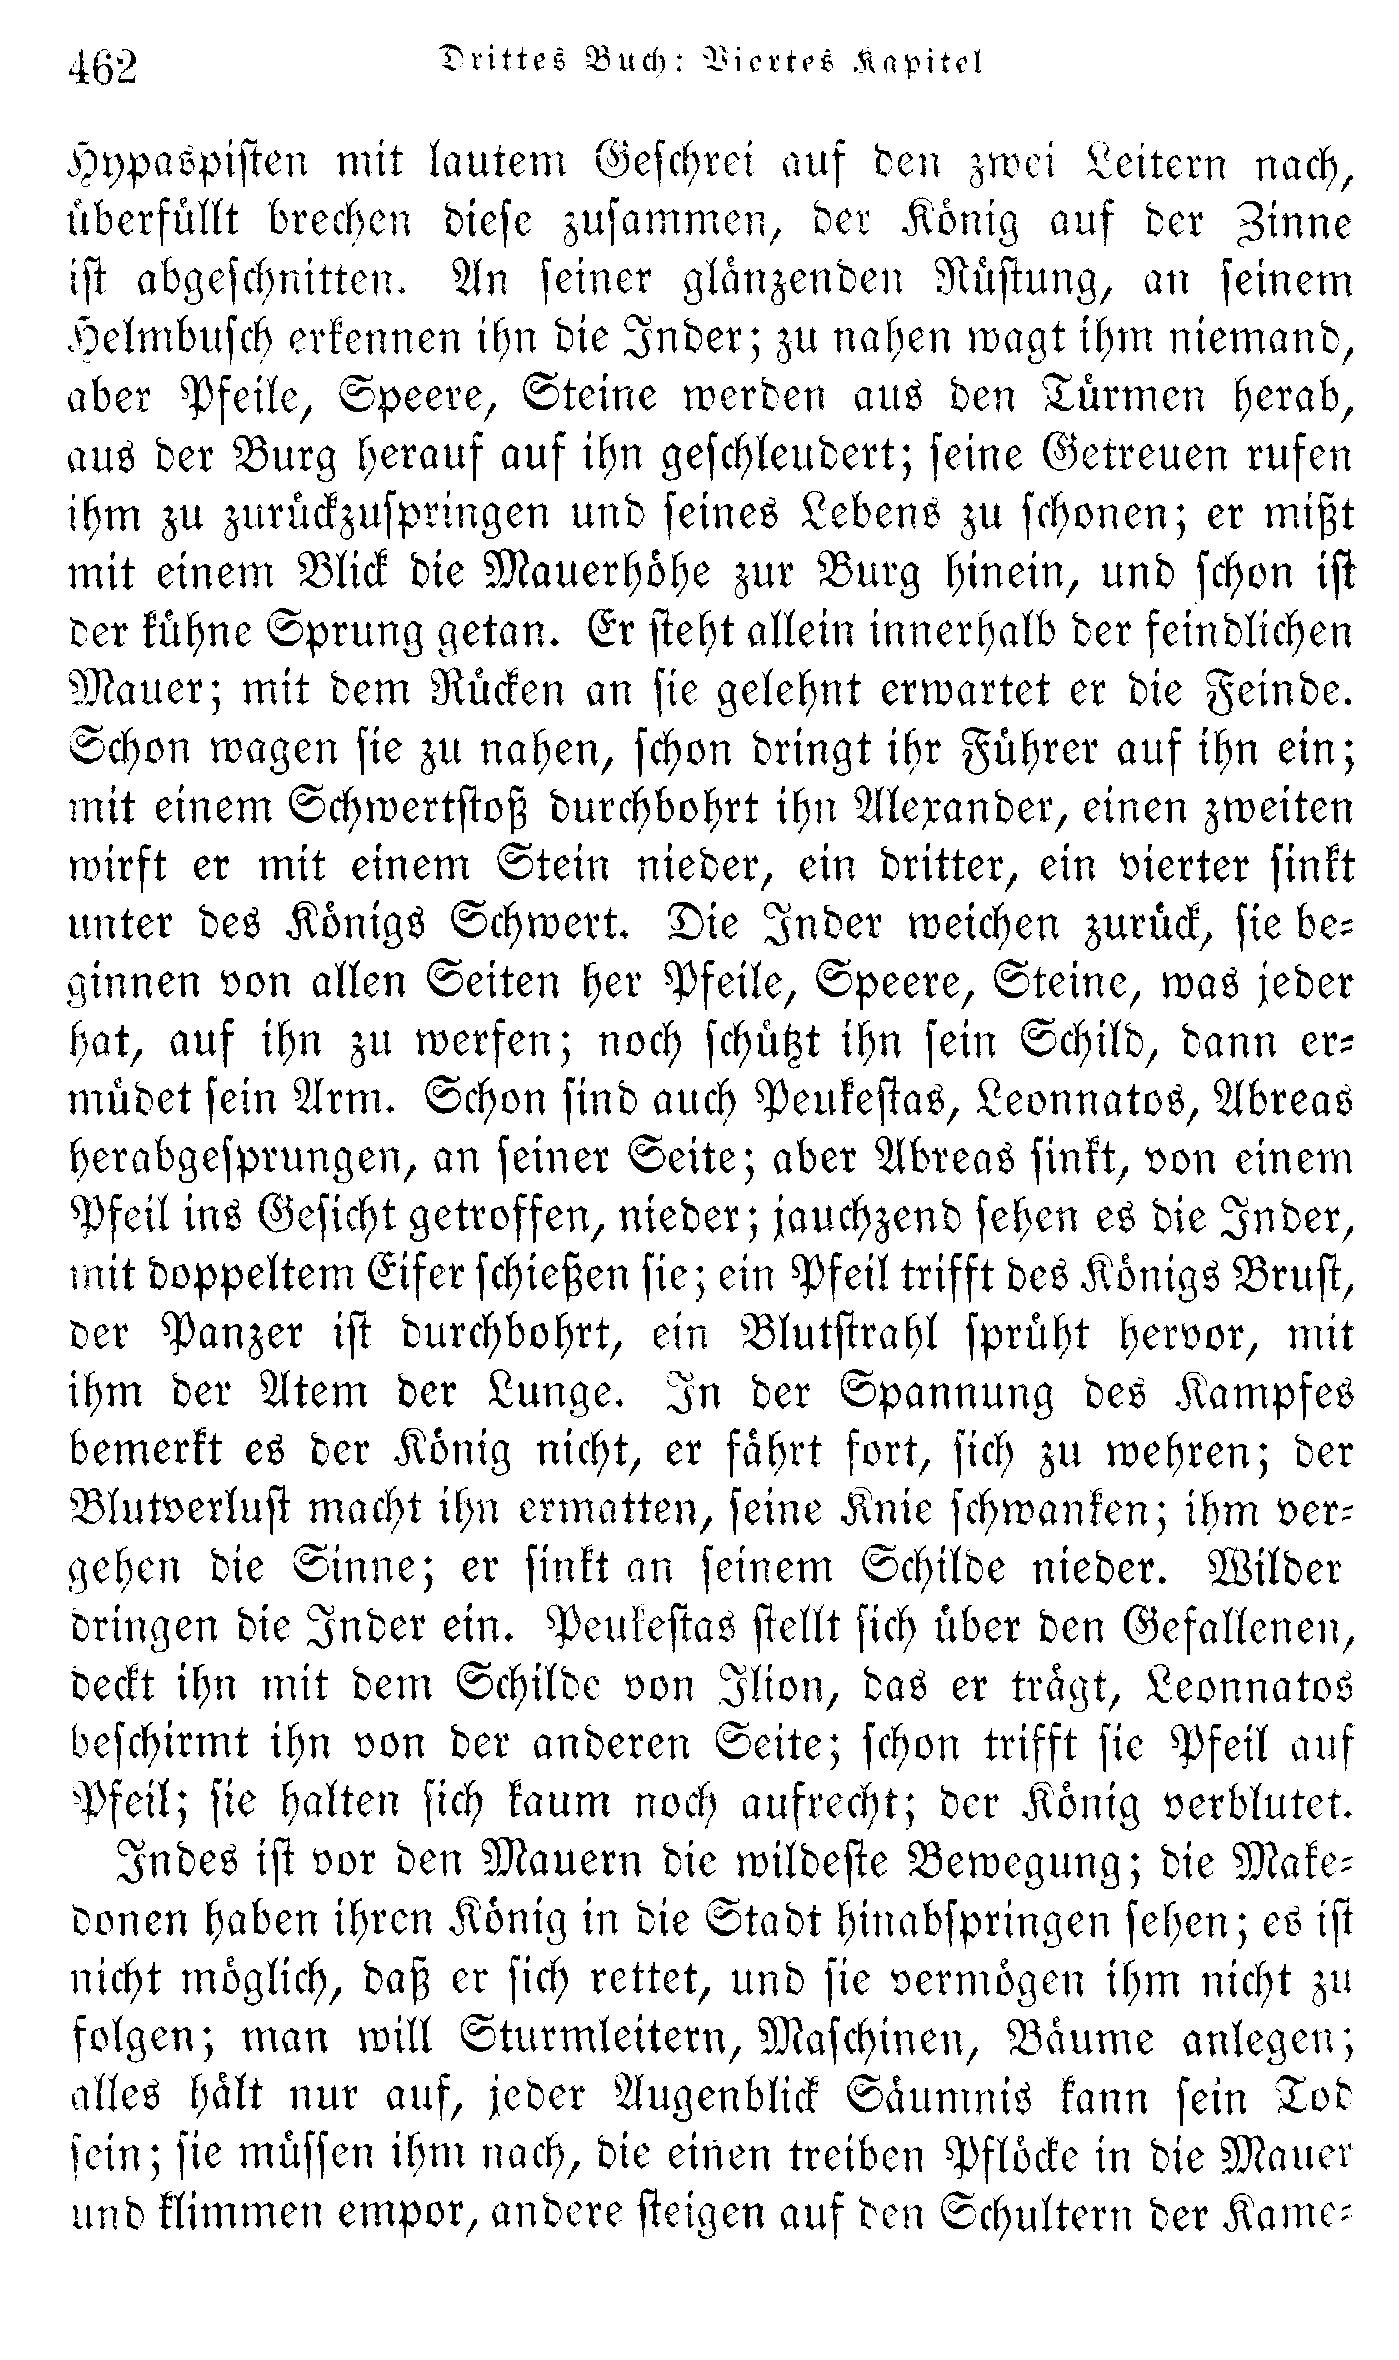 462 Drittes Buch: Viertes Kapitel
Hypaspisten mit lautem Geschrei auf den zwei Leitern nach,
überfüllt brechen diese zusammen, der König auf der Zinne
ist abgeschnitten. An seiner glänzenden Rüstung, an seinem
Helmbusch erkennen ihn die Inder; zu nahen wagt ihm niemand,
aber Pfeile, Speere, Steine werden aus den Türmen herab,
aus der Burg herauf auf ihn geschleudert; seine Getreuen rufen
ihm zu zurückzuspringen und seines Lebens zu schonen; er mißt
mit einem Blick die Mauerhöhe zur Burg hinein, und schon ist
der kühne Sprung getan. Er steht allein innerhalb der feindlichen
Mauer; mit dem Rücken an sie gelehnt erwartet er die Feinde.
Schon wagen sie zu nahen, schon dringt ihr Führer auf ihn ein;
mit einem Schwertstoß durchbohrt ihn Alexander, einen zweiten
wirft er mit einem Stein nieder, ein dritter, ein vierter sinkt
unter des Königs Schwert. Die Inder weichen zurück, sie be-
ginnen von allen Seiten her Pfeile, Speere, Steine, was jeder
hat, auf ihn zu werfen; noch schützt ihn sein Schild, dann er-
müdet sein Arm. Schon sind auch Peukestas, Leonnatos, Abreas
herabgesprungen, an seiner Seite; aber Abreas sinkt, von einem
Pfeil ins Gesicht getroffen, nieder; jauchzend sehen es die Inder,
mit doppeltem Eifer schießen sie; ein Pfeil trifft des Königs Brust,
der Panzer ist durchbohrt, ein Blutstrahl sprüht hervor, mit
ihm der Atem der Lunge. In der Spannung des Kampfes
bemerkt es der König nicht, er fährt fort, sich zu wehren; der
Blutverlust macht ihn ermatten, seine Knie schwanken; ihm ver-
gehen die Sinne; er sinkt an seinem Schilde nieder. Wilder
dringen die Inder ein. Peukestas stellt sich über den Gefallenen,
deckt ihn mit dem Schilde von Ilion, das er trägt, Leonnatos
beschirmt ihn von der anderen Seite; schon trifft sie Pfeil auf
Pfeil; sie halten sich kaum noch aufrecht; der König verblutet.
Indes ist vor den Mauern die wildeste Bewegung; die Make-
donen haben ihren König in die Stadt hinabspringen sehen; es ist
nicht möglich, daß er sich rettet, und sie vermögen ihm nicht zu
folgen; man will Sturmleitern, Maschinen, Bäume anlegen;
alles hält nur auf, jeder Augenblick Säumnis kann sein Tod
sein; sie müssen ihm nach, die einen treiben Pflöcke in die Mauer
und klimmen empor, andere steigen auf den Schultern der Kame-